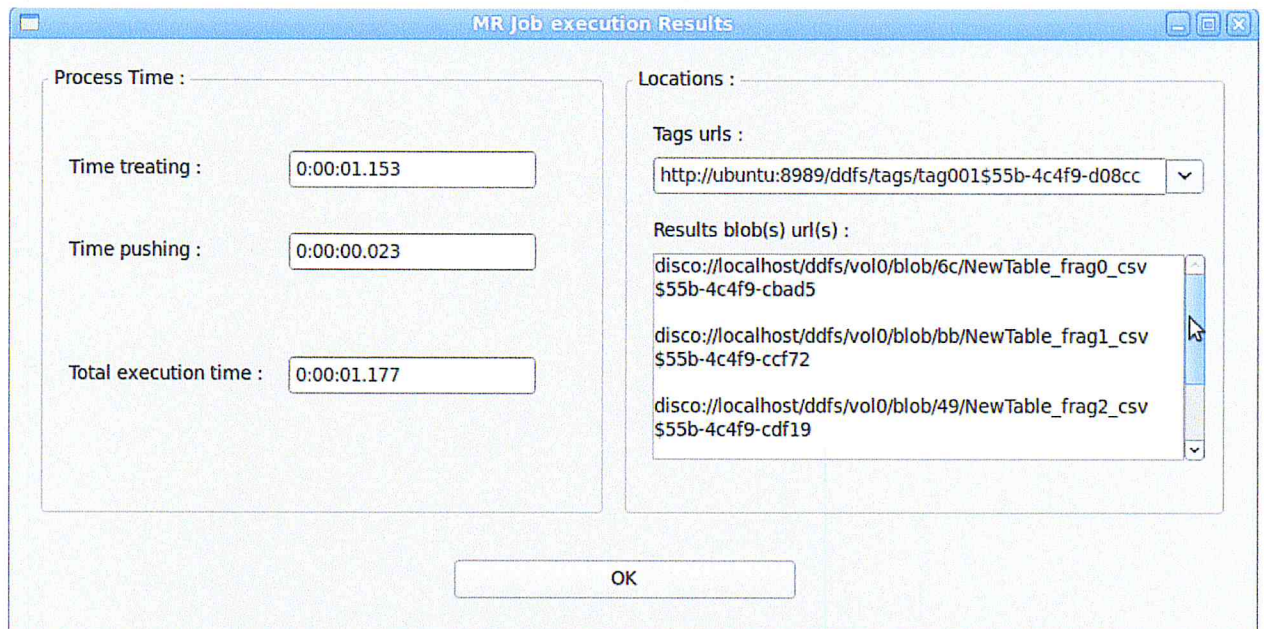 MR Job execution Results
Process Time :
Time treating :
0:00:01.153
Time pushing :
0:00:00.023
Total execution time :
0:00:01.177
Locations :
Tags urls :
http://ubuntu:8989/ddfs/tags/tag001$55b-4c4f9-d08cc
Results blob(s) url(s) :
disco://localhost/ddfs/vol0/blob/6c/NewTable_frag0_csv
$55b-4c4f9-cbad5
disco://localhost/ddfs/vol0/blob/bb/NewTable_frag1_csv
$55b-4c4f9-ccf72
disco://localhost/ddfs/vol0/blob/49/NewTable_frag2_csv
$55b-4c4f9-cdf19
OK